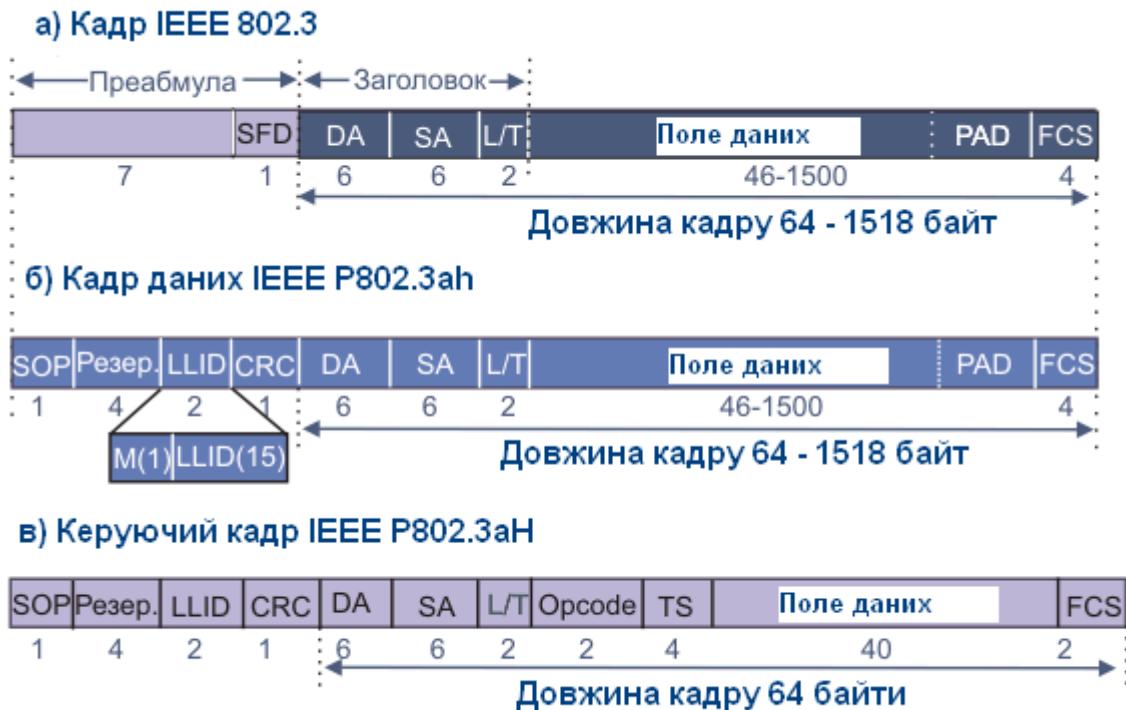 а) Кадр IEEE 802.3
Преабмула Заголовок
SFD DA SA L/T Поле даних PAD FCS
7 1 6 6 2 46-1500 4
Довжина кадру 64 - 1518 байт
б) Кадр даних IEEE P802.3ah
SOP Резер. LLID CRC DA SA L/T Поле даних PAD FCS
1 4 2 1 6 6 2 46-1500 4
M(1) LLID(15)
Довжина кадру 64 - 1518 байт
в) Керуючий кадр IEEE P802.3aH
SOP Резер. LLID CRC DA SA L/T Opcode TS Поле даних FCS
1 4 2 1 6 6 2 2 4 40 2
Довжина кадру 64 байти